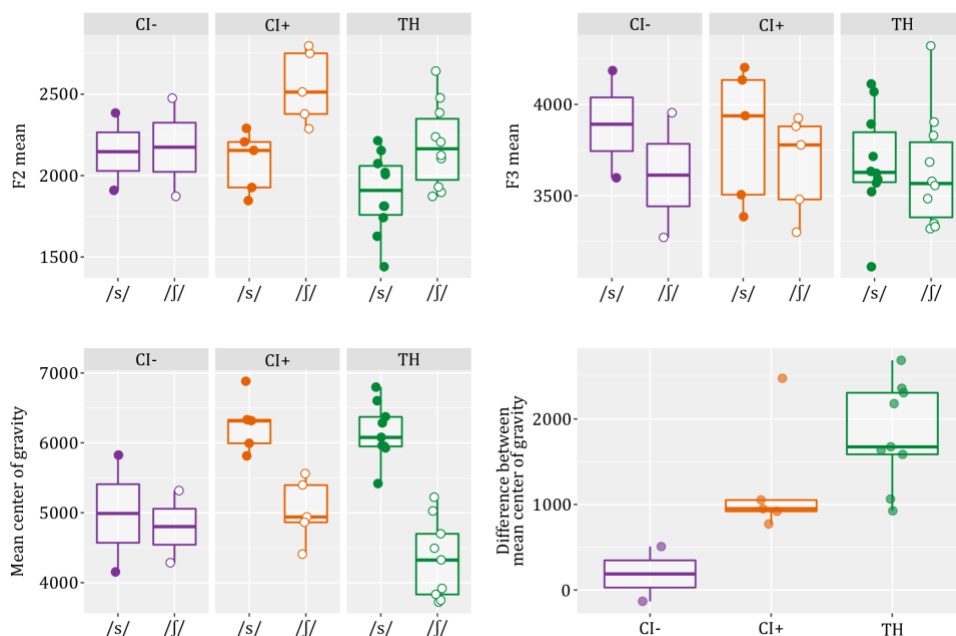 CI- CI+ TH
F2 mean
2500
2000
1500
/s/ /ʃ/ /s/ /ʃ/ /s/ /ʃ/
CI- CI+ TH
F3 mean
4000
3500
/s/ /ʃ/ /s/ /ʃ/ /s/ /ʃ/
CI- CI+ TH
Mean center of gravity
7000
6000
5000
4000
/s/ /ʃ/ /s/ /ʃ/ /s/ /ʃ/
Difference between
mean center of gravity
2000
1000
0
CI- CI+ TH